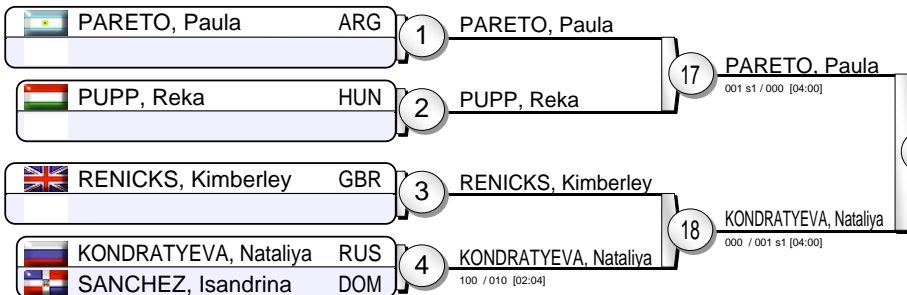 PARETO, Paula ARG
1
PARETO, Paula
17
PARETO, Paula
001 s1 / 000 [04:00]
PUPP, Reka HUN
2
PUPP, Reka
RENICKS, Kimberley GBR
3
RENICKS, Kimberley
18
KONDRATYEVA, Nataliya
000 / 001 s1 [04:00]
KONDRATYEVA, Nataliya RUS
SANCHEZ, Isandrina DOM
4
KONDRATYEVA, Nataliya
100 / 010 [02:04]